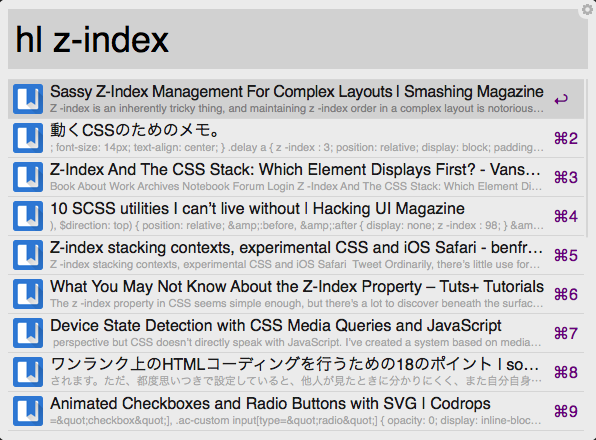 hl z-index
Sassy Z-Index Management For Complex Layouts | Smashing Magazine
Z -index is an inherently tricky thing, and maintaining z -index order in a complex layout is notorious…
動くCSSのためのメモ。
⌘2
; font-size: 14px; text-align: center; } .delay a { z -index : 3; position: relative; display: block; padding…
Z-Index And The CSS Stack: Which Element Displays First? - Vans…
⌘3
Book About Work Archives Notebook Forum Login Z -Index And The CSS Stack: Which Element Di…
10 SCSS utilities I can’t live without | Hacking UI Magazine
⌘4
), $direction: top) { position: relative; &amp;:before, &amp;:after { display: none; z -index : 98; } &am…
Z-index stacking contexts, experimental CSS and iOS Safari - benfr…
⌘5
Z -index stacking contexts, experimental CSS and iOS Safari Tweet Ordinarily, there’s little use for…
What You May Not Know About the Z-Index Property – Tuts+ Tutorials
⌘6
The z -index property in CSS seems simple enough, but there’s a lot to discover beneath the surfac…
Device State Detection with CSS Media Queries and JavaScript
⌘7
perspective but CSS doesn’t directly speak with JavaScript. I’ve created a system based on media…
ワンランク上のHTMLコーディングを行うための18のポイント | so…
⌘8
されます。ただ、都度思いつきで設定していると、他人が見たときに分かりにくく、また自分自身…
Animated Checkboxes and Radio Buttons with SVG | Codrops
⌘9
=&quot;checkbox&quot;], .ac-custom input[type=&quot;radio&quot;] { opacity: 0; display: inline-bloc…